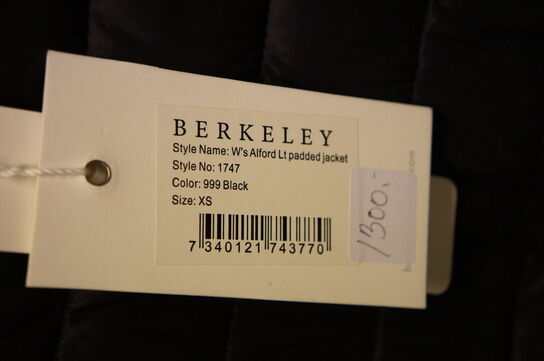 BERKELEY
Style Name: W's Alford Lt padded jacket
Style No: 1747
Color: 999 Black
Size: XS
7 340121 743770
1300,-
com